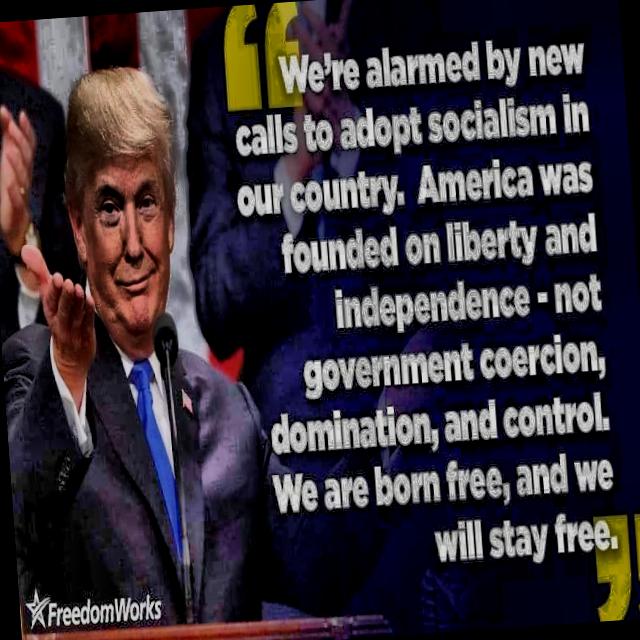 We're alarmed by new
calls to adopt socialism in
our country. America was
founded on liberty and
independence - not
government coercion,
domination, and control.
We are born free, and we
will stay free.
FreedomWorks